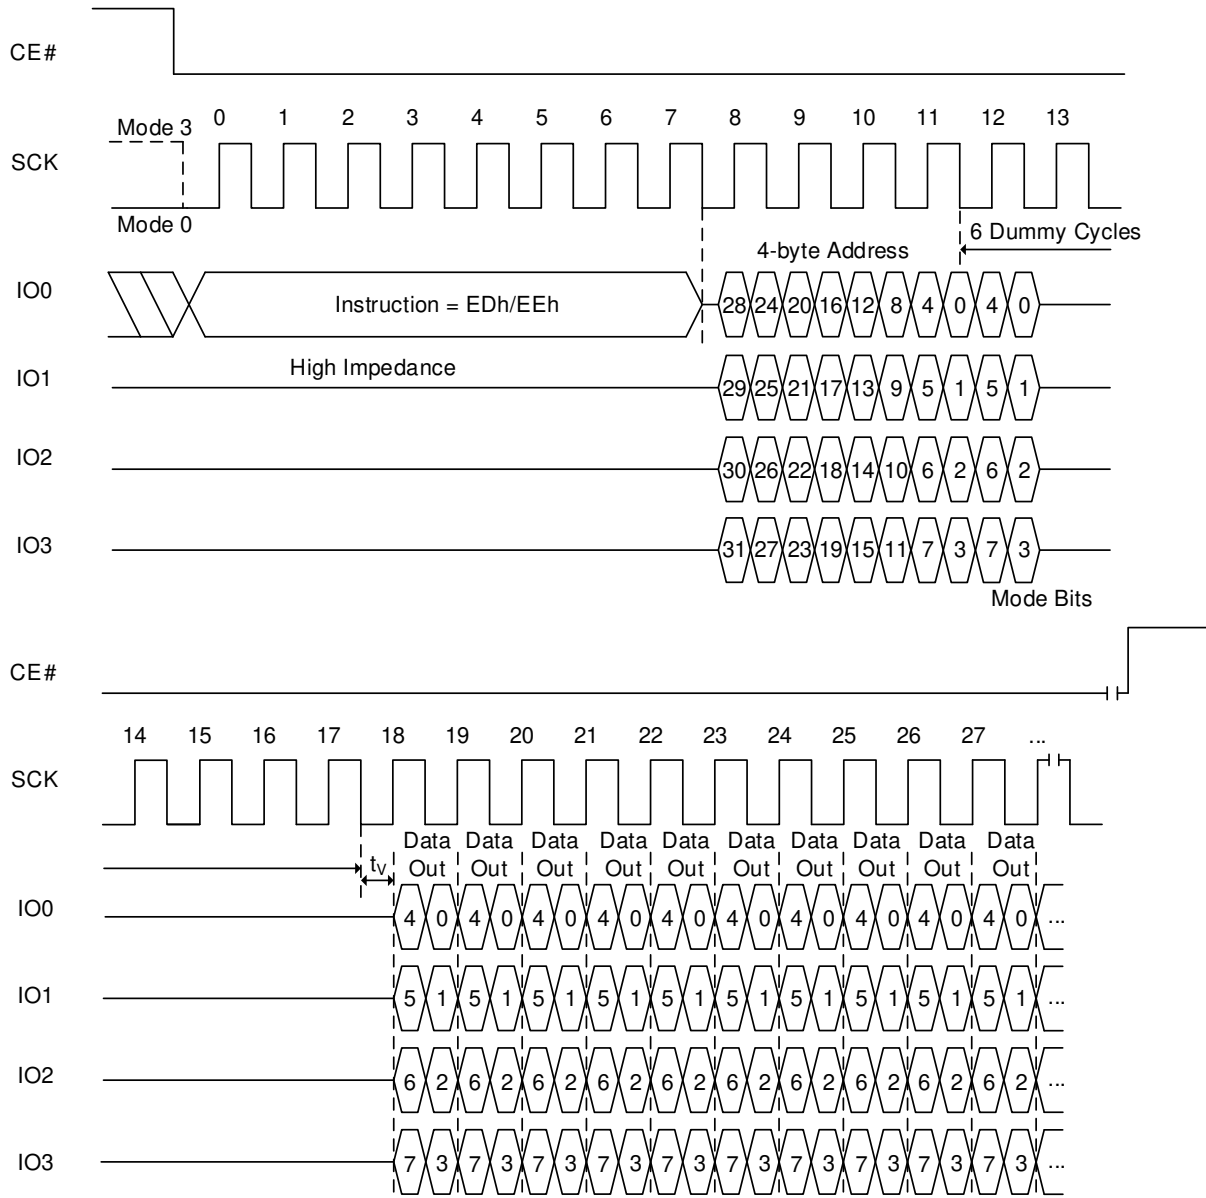 CE#
Mode 3
0 1 2 3 4 5 6 7 8 9 10 11 12 13
SCK
Mode 0
6 Dummy Cycles
4-byte Address
IO0
Instruction = EDh/EEh
28 24 20 16 12 8 4 0 4 0
High Impedance
IO1
29 25 21 17 13 9 5 1 5 1
IO2
30 26 22 18 14 10 6 2 6 2
IO3
31 27 23 19 15 11 7 3 7 3
Mode Bits
CE#
14 15 16 17 18 19 20 21 22 23 24 25 26 27 ...
SCK
Data Data Data Data Data Data Data Data Data Data
tV Out Out Out Out Out Out Out Out Out Out
IO0
4 0 4 0 4 0 4 0 4 0 4 0 4 0 4 0 4 0 4 0 ...
IO1
5 1 5 1 5 1 5 1 5 1 5 1 5 1 5 1 5 1 5 1 ...
IO2
6 2 6 2 6 2 6 2 6 2 6 2 6 2 6 2 6 2 6 2 ...
IO3
7 3 7 3 7 3 7 3 7 3 7 3 7 3 7 3 7 3 7 3 ...